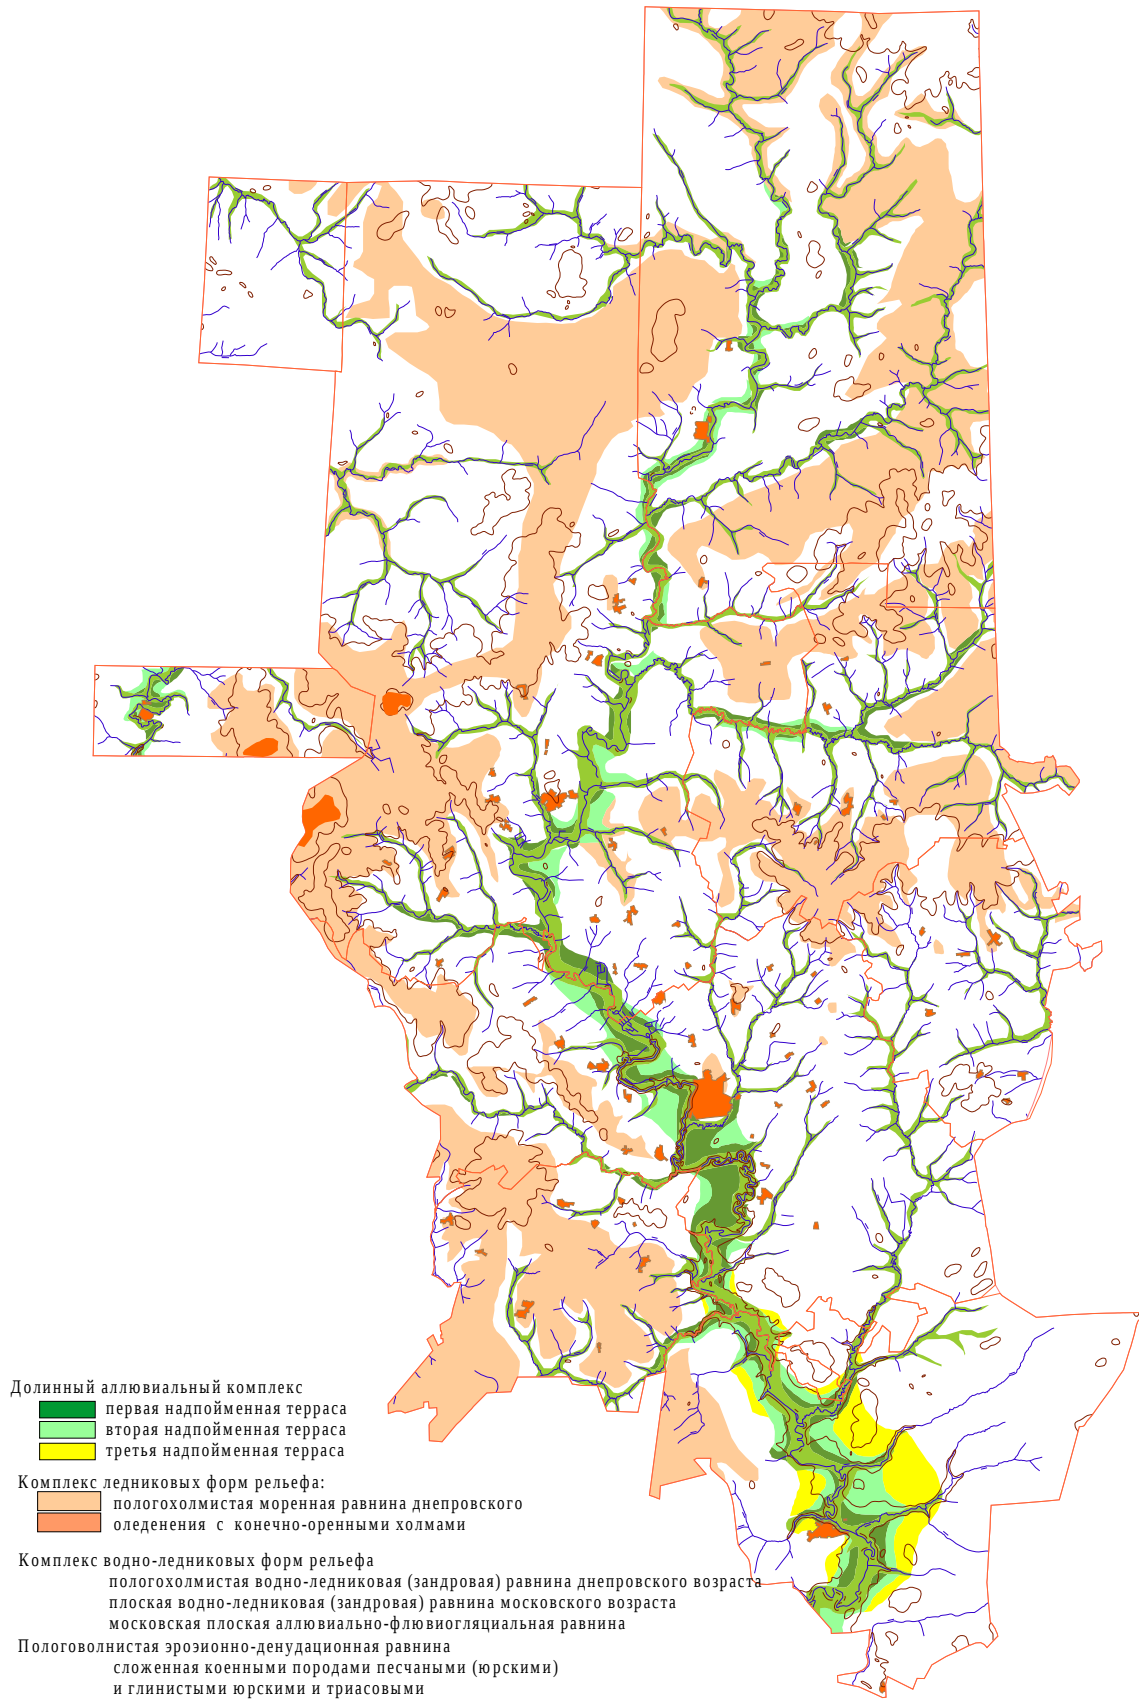 Долинный аллювиальный комплекс
первая надпойменная терраса
вторая надпойменная терраса
третья надпойменная терраса
Комплекс ледниковых форм рельефа:
пологохолмистая моренная равнина днепровского
оледенения с конечно-оренными холмами
Комплекс водно-ледниковых форм рельефа
пологохолмистая водно-ледниковая (зандровая) равнина днепровского возраста
плоская водно-ледниковая (зандровая) равнина московского возраста
московская плоская аллювиально-флювиогляциальная равнина
Пологоволнистая эрозионно-денудационная равнина
сложенная коенными породами песчаными (юрскими)
и глинистыми юрскими и триасовыми